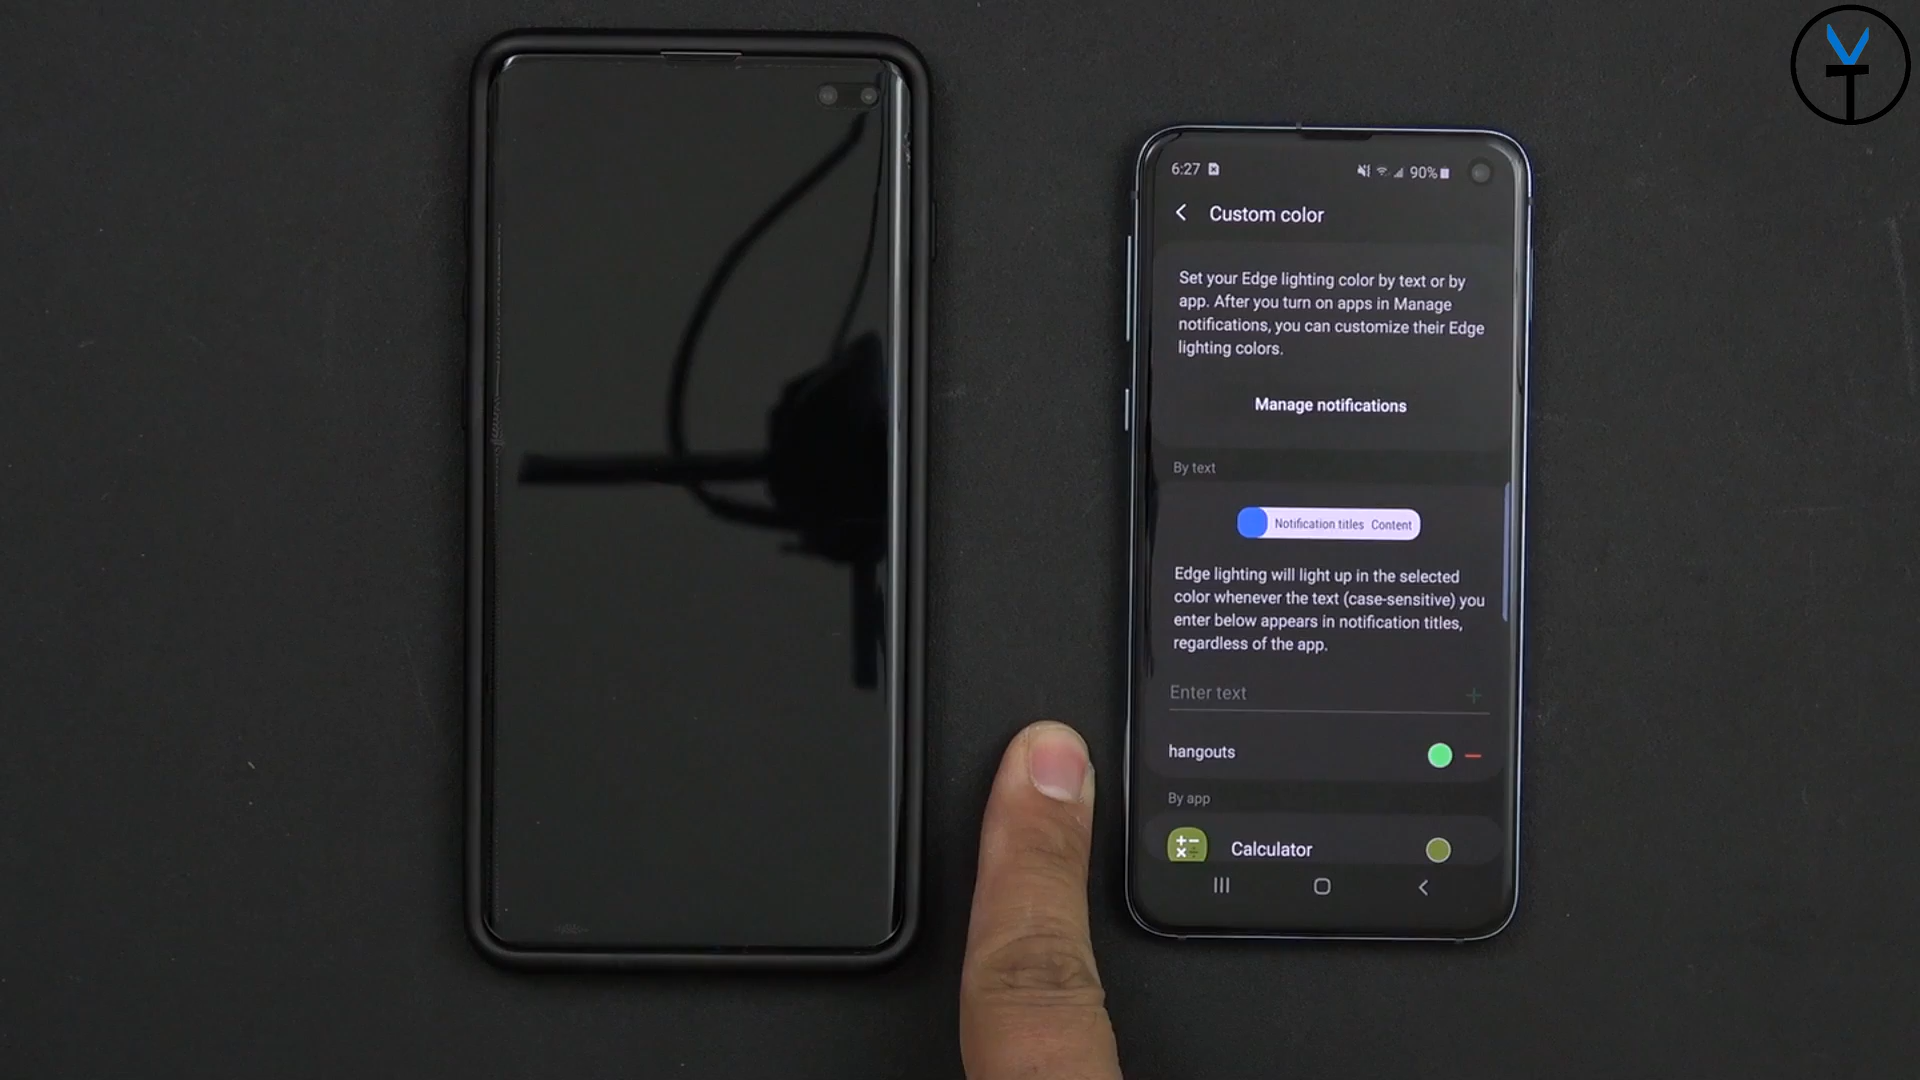 6:27
90%
Custom color
Set your Edge lighting color by text or by
app. After you turn on apps in Manage
notifications, you can customize their Edge
lighting colors.
Manage notifications
By text
Notification titles Content
Edge lighting will light up in the selected
color whenever the text (case-sensitive) you
enter below appears in notification titles,
regardless of the app.
Enter text
hangouts
By app
Calculator